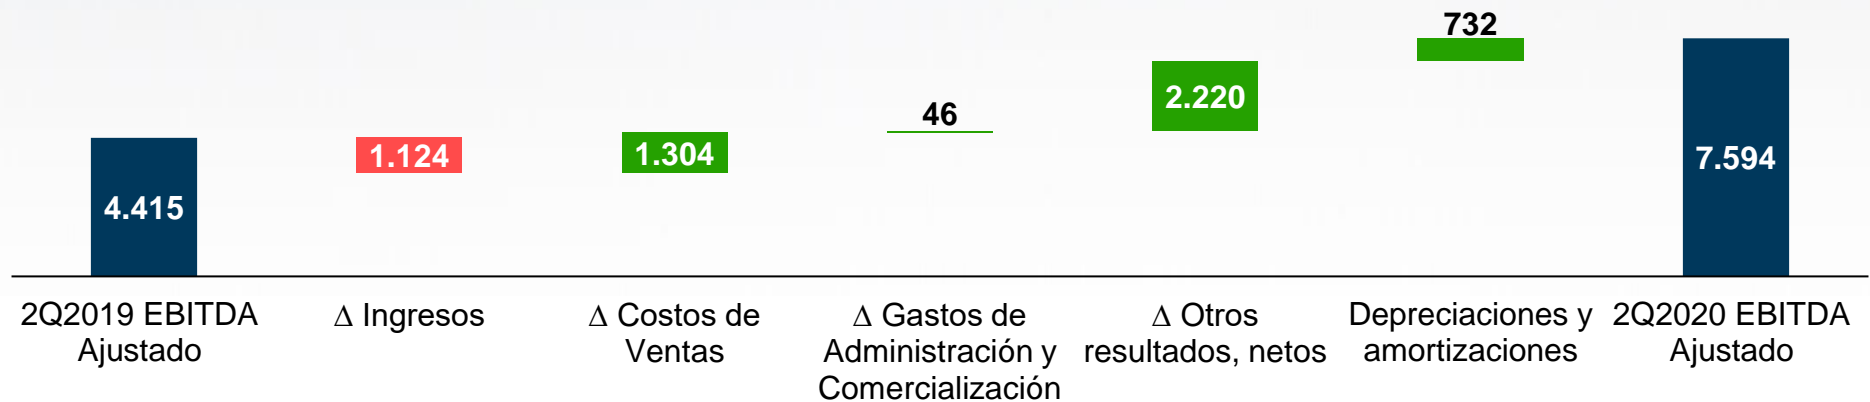 732
46
2.220
1.124
1.304
7.594
4.415
2Q2019 EBITDA
Ajustado
∆ Ingresos
∆ Costos de
Ventas
∆ Gastos de
Administración y
Comercialización
∆ Otros
resultados, netos
Depreciaciones y
amortizaciones
2Q2020 EBITDA
Ajustado